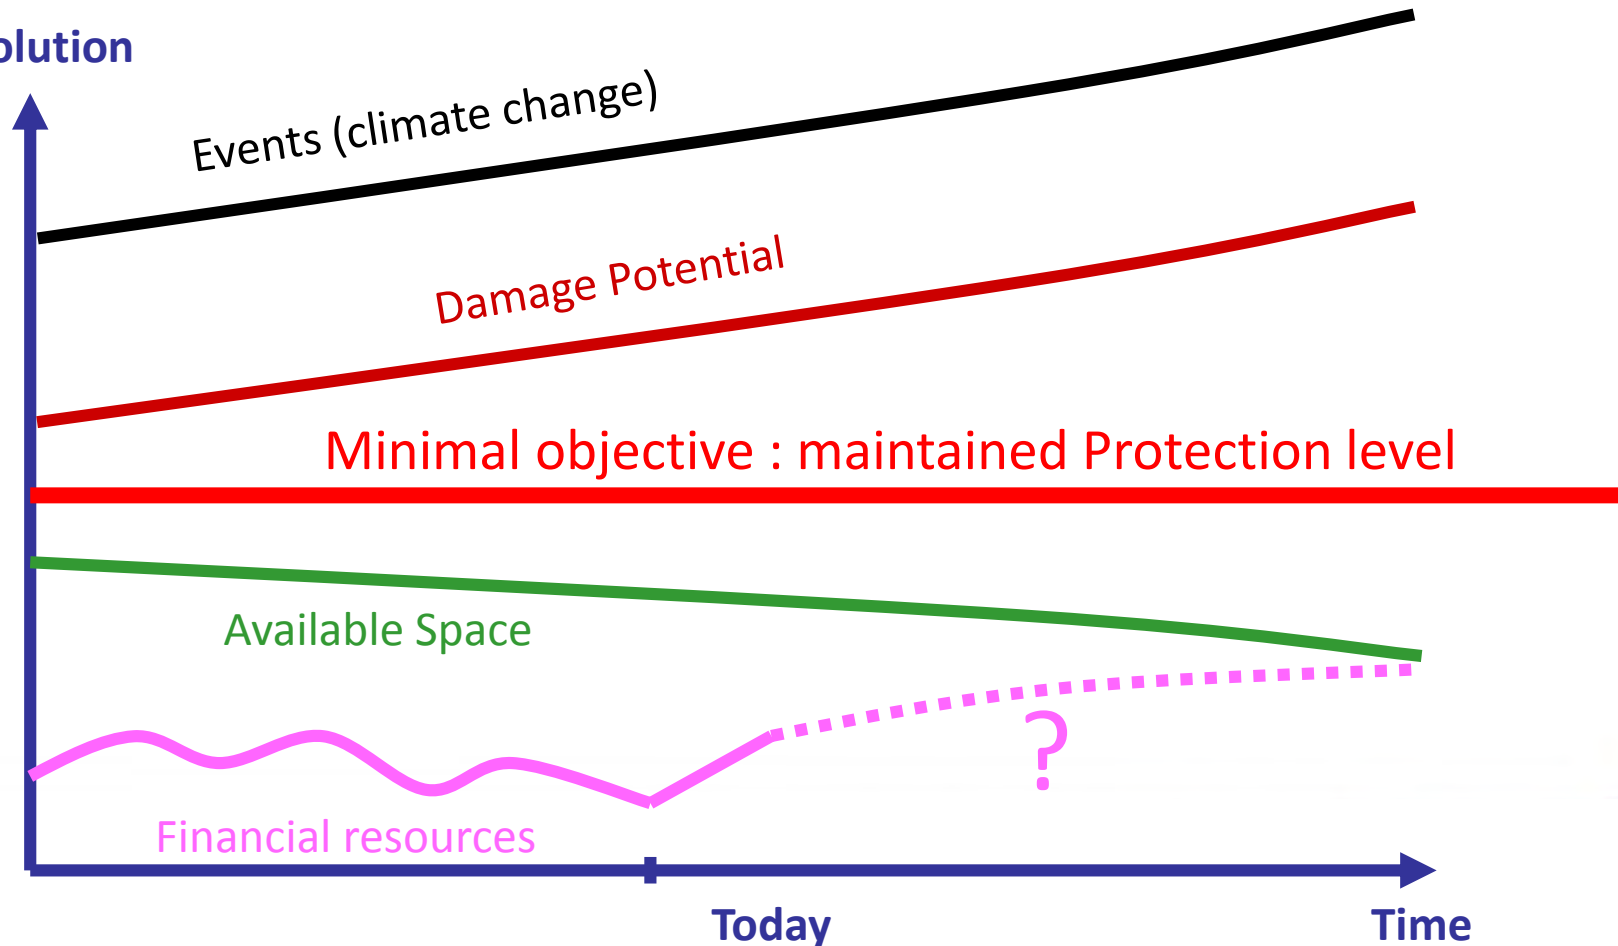 olution
Events (climate change)
Damage Potential
Minimal objective : maintained Protection level
Available Space
?
Financial resources
Today
Time